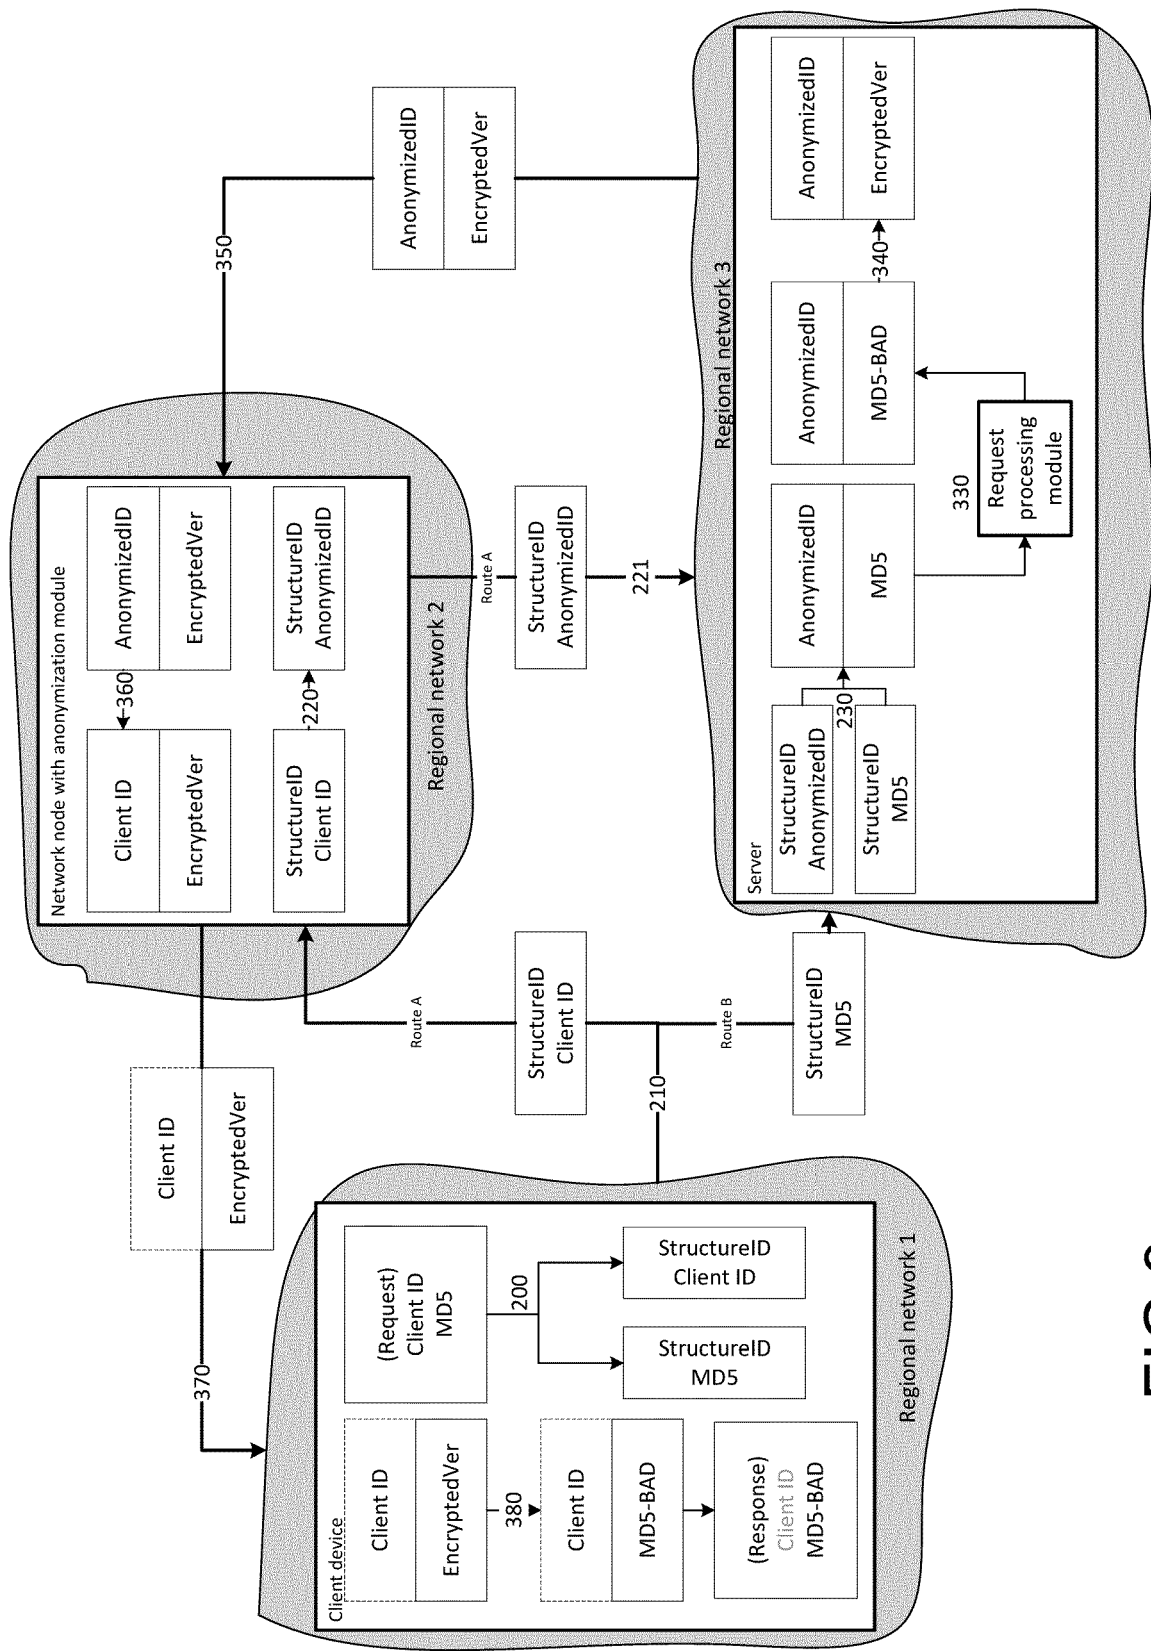 Client device
Client ID
EncryptedVer
380
Client ID
MD5-BAD
(Response)
Client ID
MD5-BAD
(Request)
Client ID
MD5
200
StructureID
MD5
StructureID
Client ID
Regional network 1
370
Client ID
EncryptedVer
210
Route A
StructureID
Client ID
Route B
StructureID
MD5
Network node with anonymization module
Client ID
EncryptedVer
360
AnonymizedID
EncryptedVer
StructureID
Client ID
220
StructureID
AnonymizedID
Regional network 2
Route A
StructureID
AnonymizedID
221
350
AnonymizedID
EncryptedVer
Regional network 3
Server
StructureID
AnonymizedID
StructureID
MD5
230
AnonymizedID
MD5
330
Request
processing
module
AnonymizedID
MD5-BAD
340
AnonymizedID
EncryptedVer
FIG